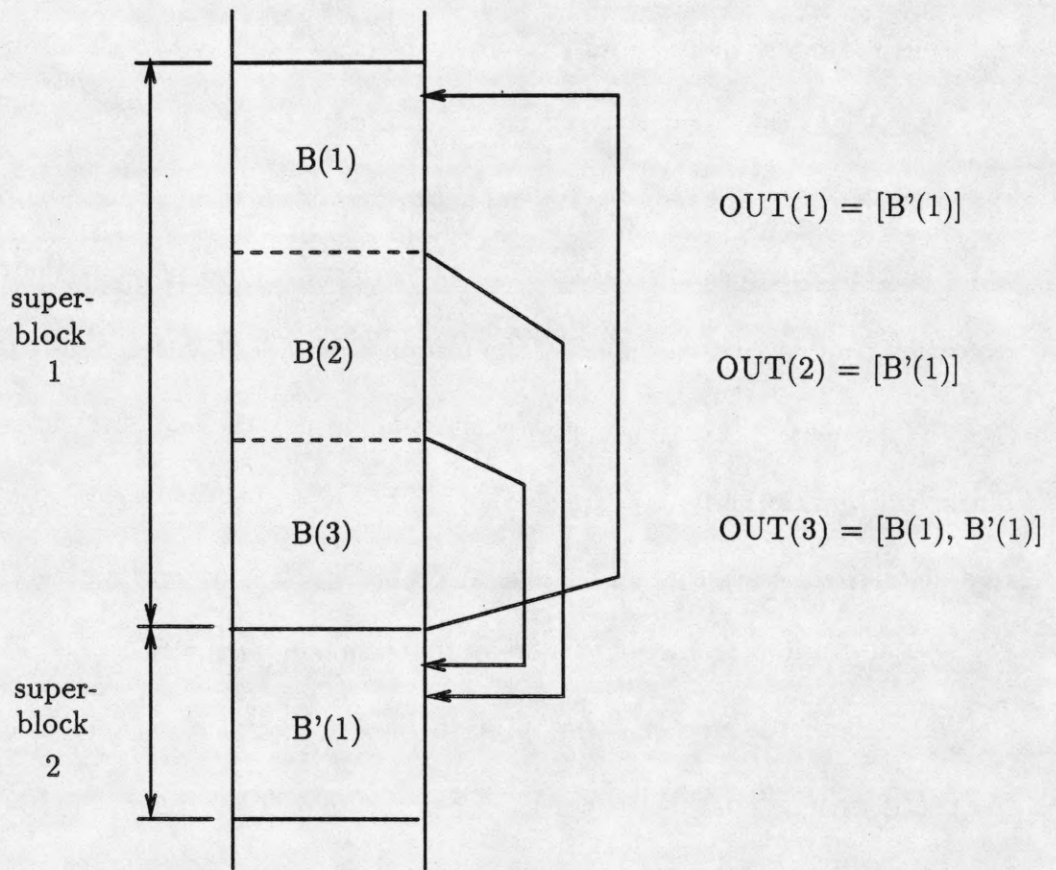 B(1)
OUT(1) = [B'(1)]
super-
block
1
B(2)
OUT(2) = [B'(1)]
B(3)
OUT(3) = [B(1), B'(1)]
super-
block
2
B'(1)